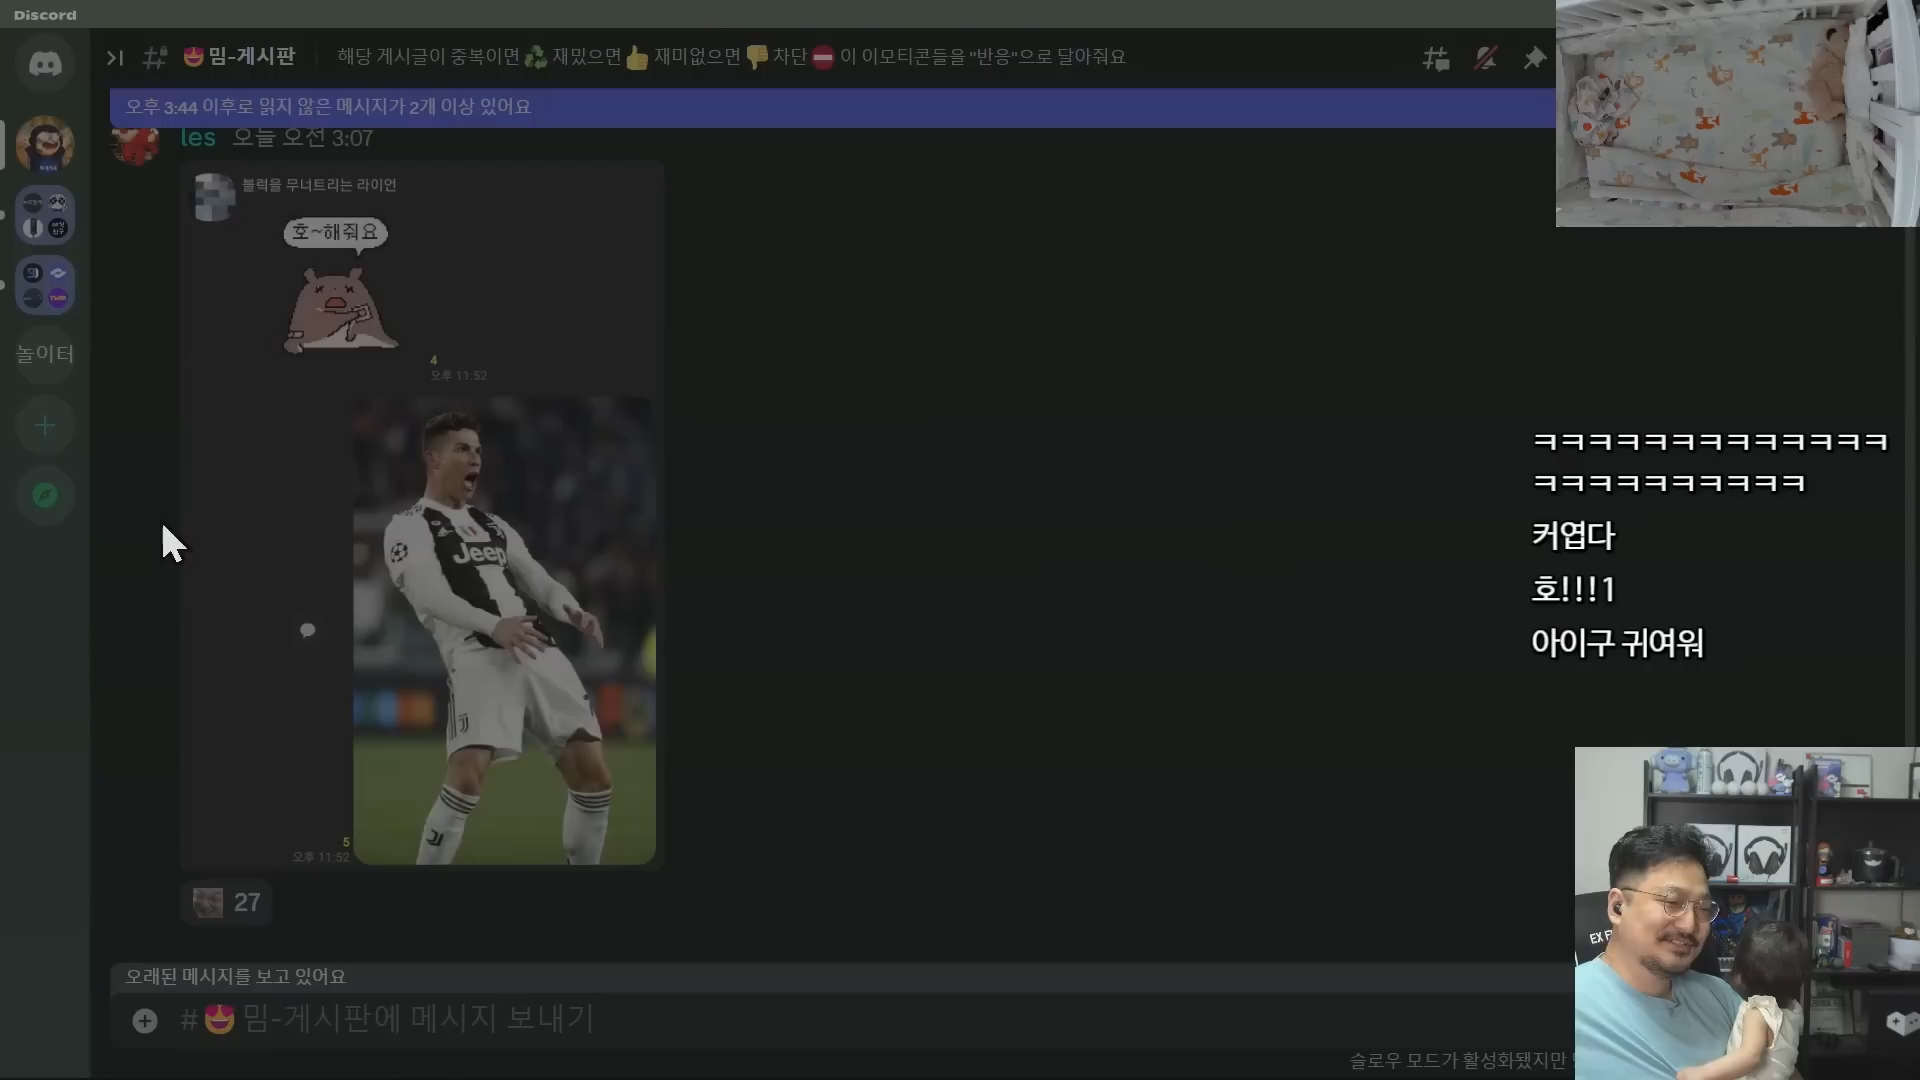 Discord
밈-게시판
해당 게시글이 중복이면 ♻ 재밌으면 👍 재미없으면 👎 차단 ⛔ 이 이모티콘들을 "반응"으로 달아줘요
오후 3:44 이후로 읽지 않은 메시지가 2개 이상 있어요
les 오늘 오전 3:07
블럭을 무너트리는 라이언
호~해줘요
4
오후 11:52
놀이터
Jeep
5
오후 11:52
27
ㅋㅋㅋㅋㅋㅋㅋㅋㅋㅋㅋㅋㅋ
ㅋㅋㅋㅋㅋㅋㅋㅋㅋㅋ
커엽다
호!!!1
아이구 귀여워
오래된 메시지를 보고 있어요
#😍밈-게시판에 메시지 보내기
슬로우 모드가 활성화됐지만